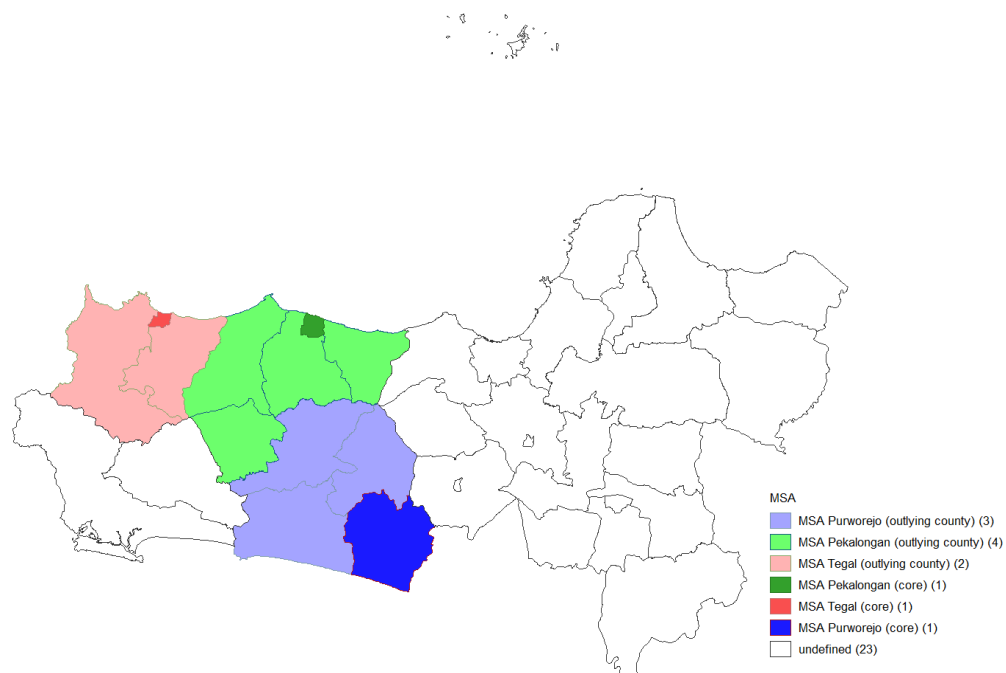 MSA
MSA Purworejo (outlying county) (3)
MSA Pekalongan (outlying county) (4)
MSA Tegal (outlying county) (2)
MSA Pekalongan (core) (1)
MSA Tegal (core) (1)
MSA Purworejo (core) (1)
undefined (23)